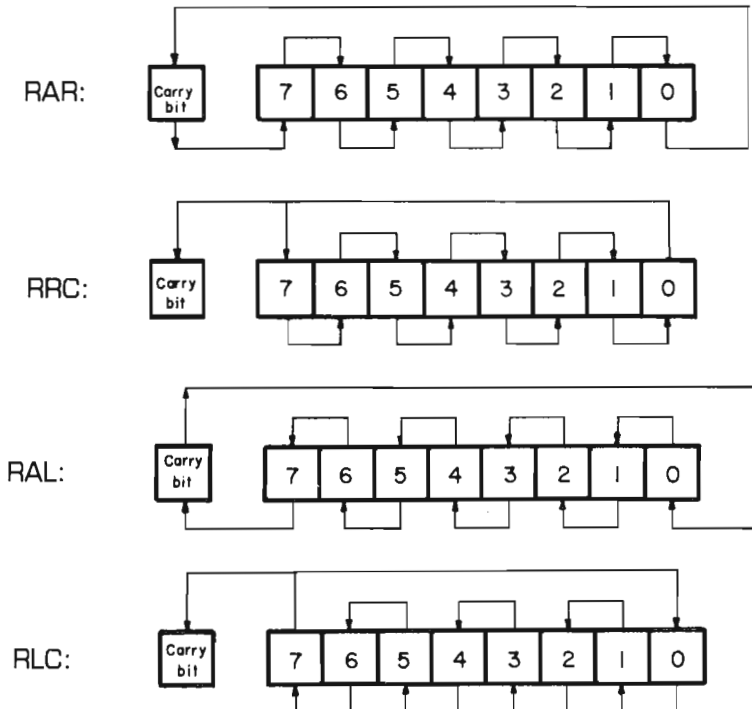 RAR: Carry bit 7 6 5 4 3 2 1 0
RRC: Carry bit 7 6 5 4 3 2 1 0
RAL: Carry bit 7 6 5 4 3 2 1 0
RLC: Carry bit 7 6 5 4 3 2 1 0